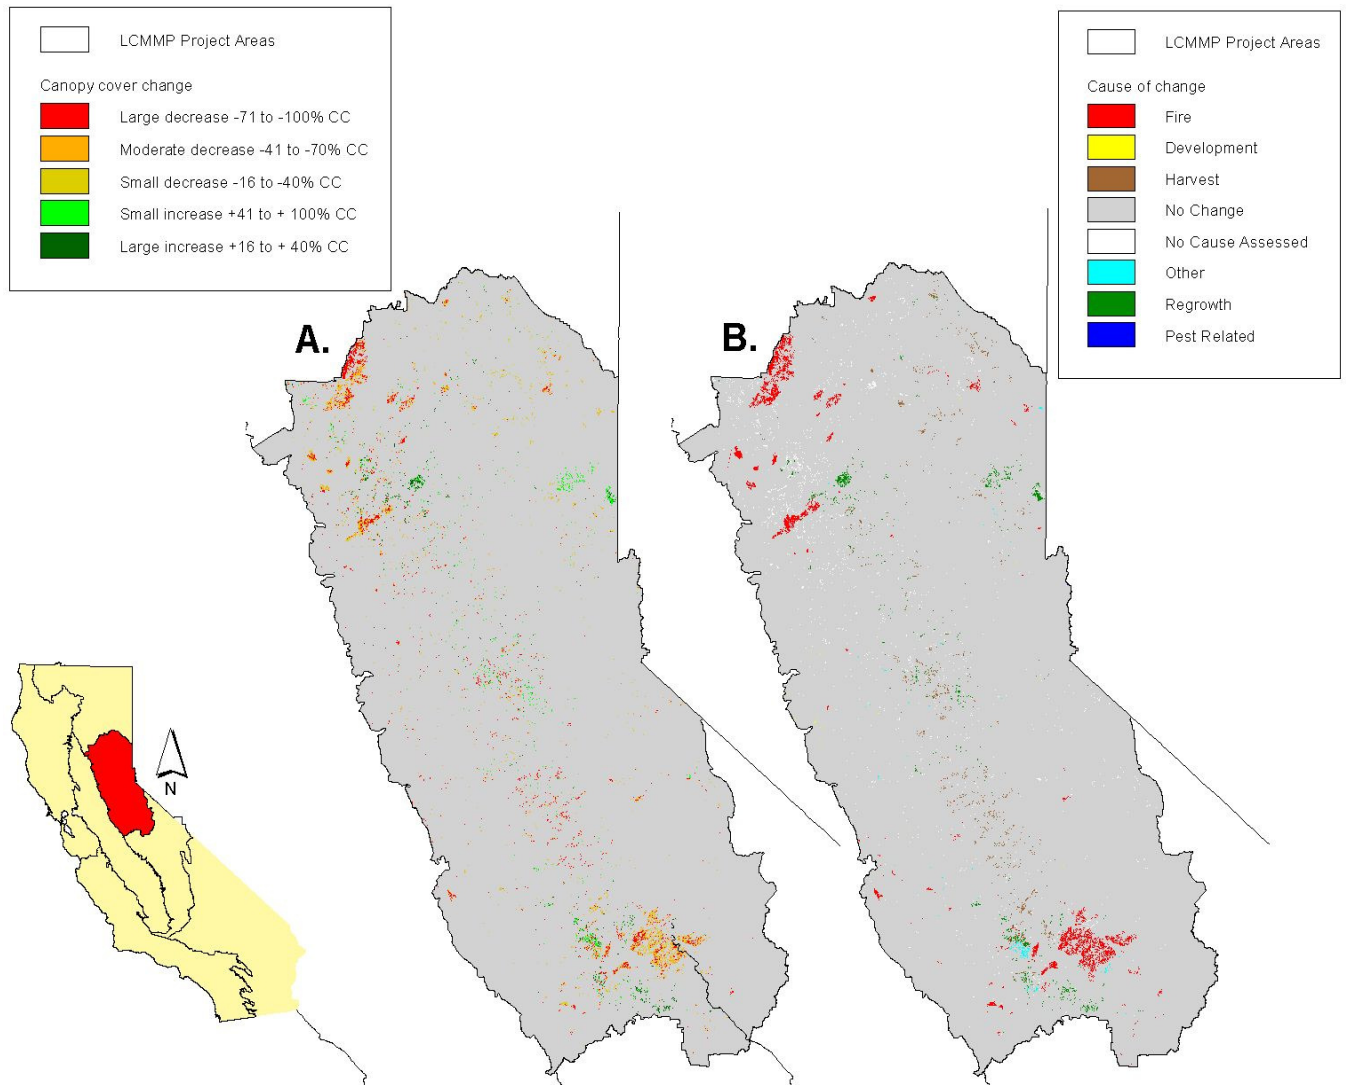 LCMMP Project Areas
Canopy cover change
Large decrease -71 to -100% CC
Moderate decrease -41 to -70% CC
Small decrease -16 to -40% CC
Small increase +41 to + 100% CC
Large increase +16 to + 40% CC
LCMMP Project Areas
Cause of change
Fire
Development
Harvest
No Change
No Cause Assessed
Other
Regrowth
Pest Related
A.
B.
N